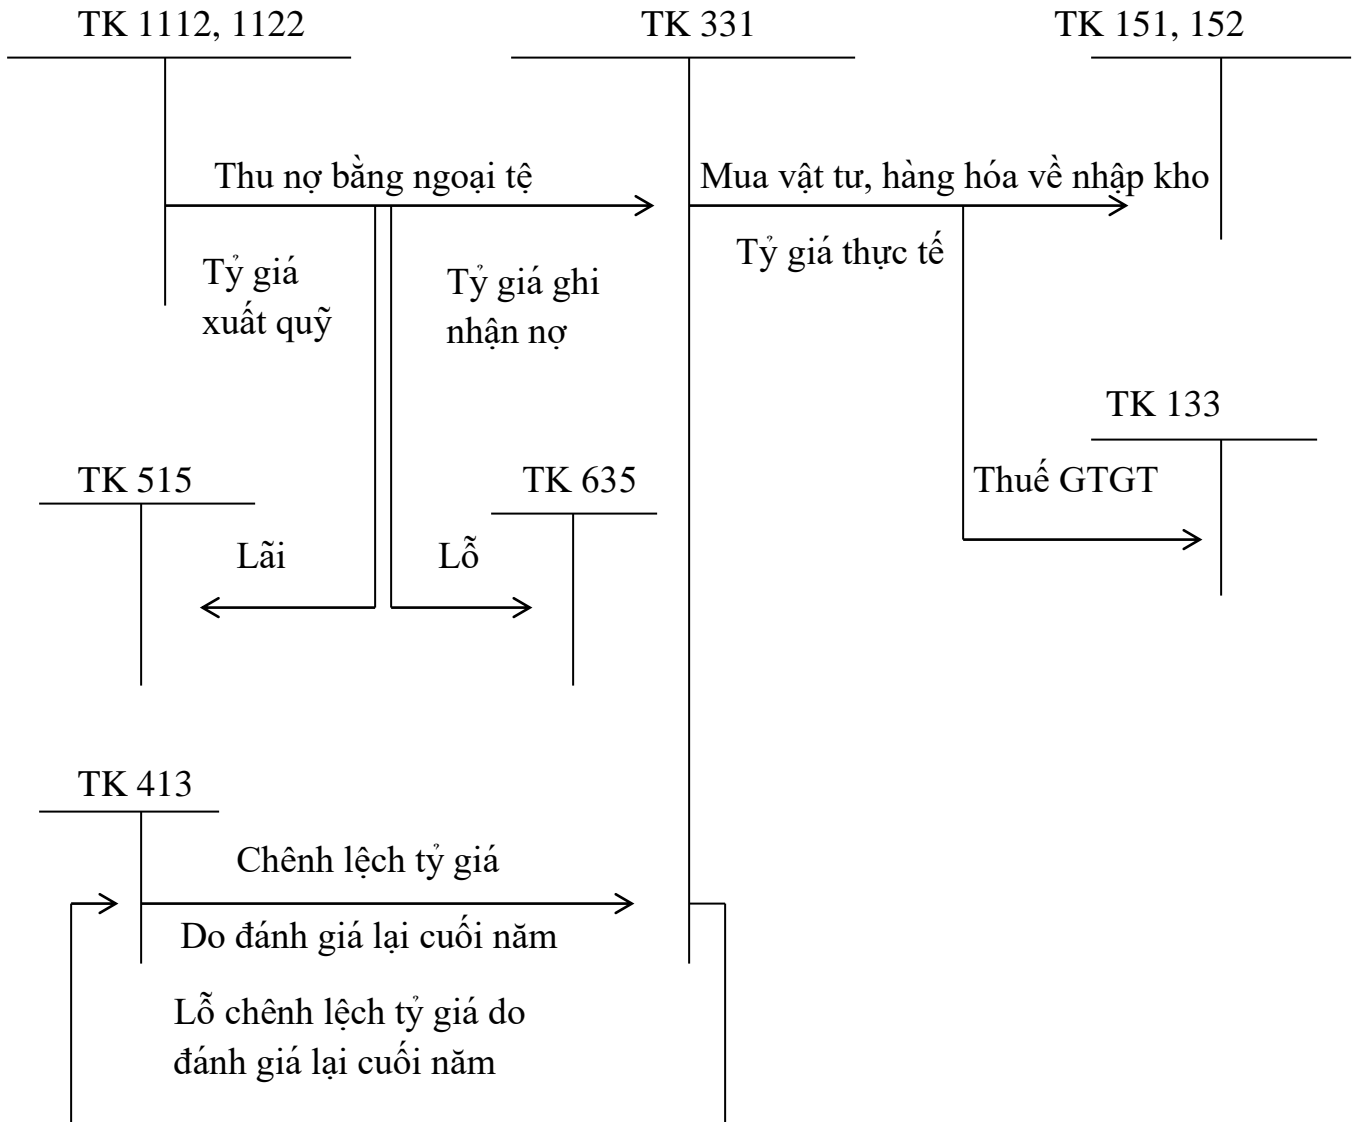 TK 1112, 1122
TK 331
TK 151, 152
Thu nợ bằng ngoại tệ
Mua vật tư, hàng hóa về nhập kho
Tỷ giá
xuất quỹ
Tỷ giá ghi
nhận nợ
Tỷ giá thực tế
TK 133
TK 515
TK 635
Thuế GTGT
Lãi
Lỗ
TK 413
Chênh lệch tỷ giá
Do đánh giá lại cuối năm
Lỗ chênh lệch tỷ giá do
đánh giá lại cuối năm